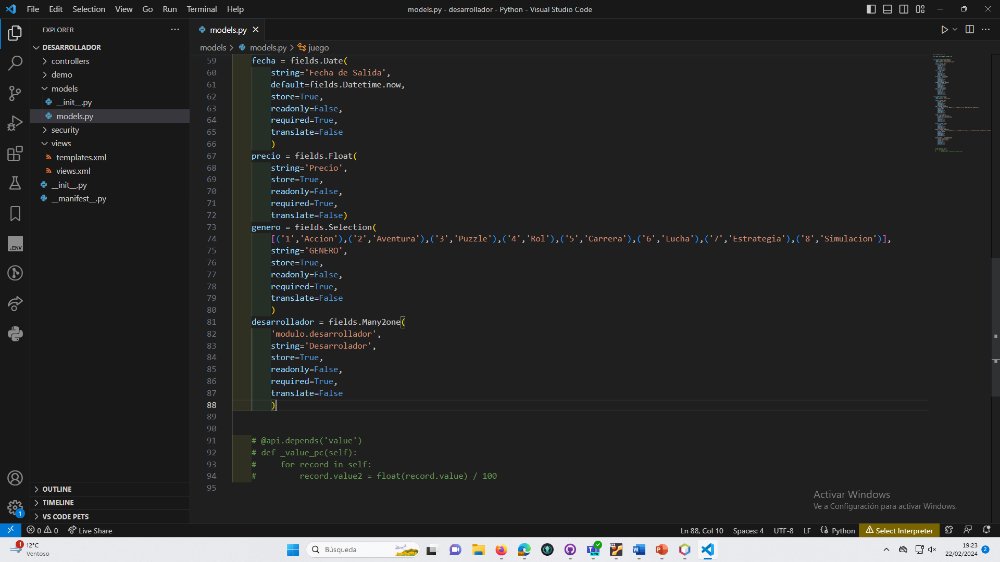 File Edit Selection View Go Run Terminal Help
models.py - desarrollador - Python - Visual Studio Code
EXPLORER
DESARROLLADOR
controllers
demo
models
__init__.py
models.py
security
views
templates.xml
views.xml
__init__.py
__manifest__.py
OUTLINE
TIMELINE
VS CODE PETS
.ENV
1
models.py
models > models.py > juego
59 fecha = fields.Date(
60 string='Fecha de Salida',
61 default=fields.Datetime.now,
62 store=True,
63 readonly=False,
64 required=True,
65 translate=False
66 )
67 precio = fields.Float(
68 string='Precio',
69 store=True,
70 readonly=False,
71 required=True,
72 translate=False)
73 genero = fields.Selection(
74 [('1','Accion'),('2','Aventura'),('3','Puzzle'),('4','Rol'),('5','Carrera'),('6','Lucha'),('7','Estrategia'),('8','Simulacion')],
75 string='GENERO',
76 store=True,
77 readonly=False,
78 required=True,
79 translate=False
80 )
81 desarrollador = fields.Many2one(
82 'modulo.desarrollador',
83 string='Desarrolador',
84 store=True,
85 readonly=False,
86 required=True,
87 translate=False
88 )
89
90
91 # @api.depends('value')
92 # def _value_pc(self):
93 #     for record in self:
94 #         record.value2 = float(record.value) / 100
95
Activar Windows
Ve a Configuración para activar Windows.
0 0 Live Share
Ln 88, Col 10 Spaces: 4 UTF-8 LF Python Select Interpreter
1
12°C
Ventoso
Búsqueda
NEW
19:23
22/02/2024
2